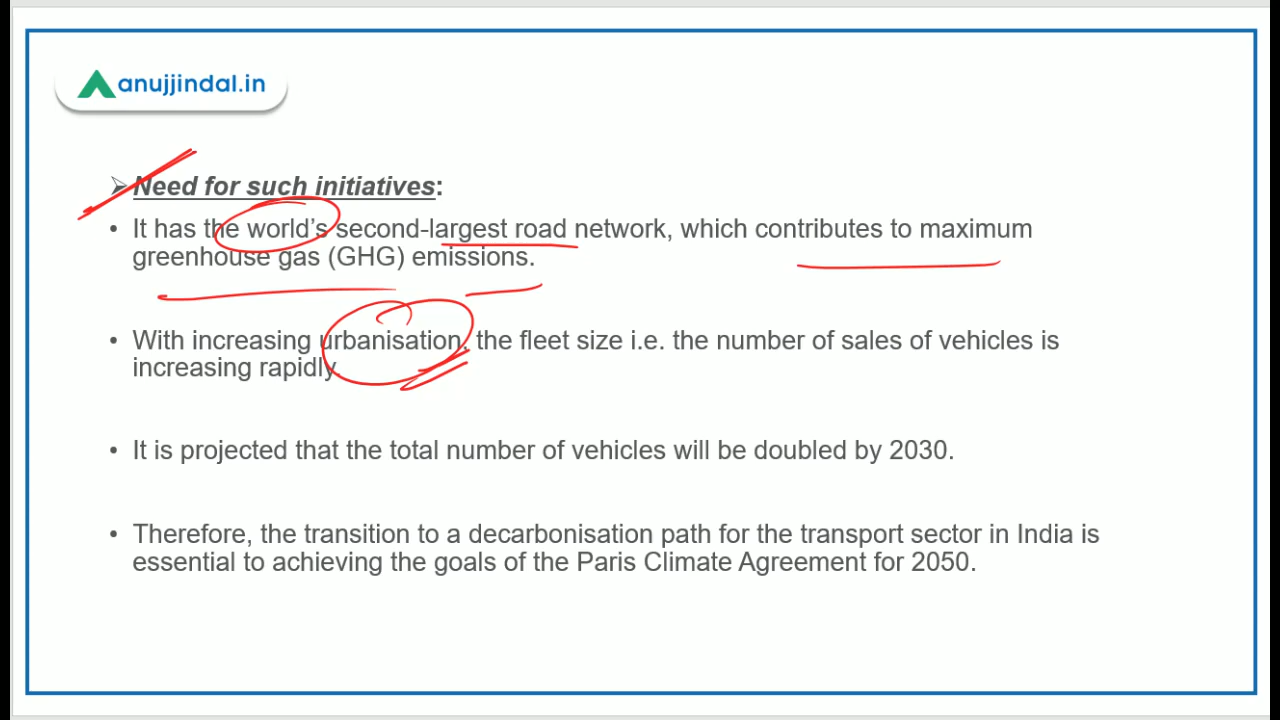 anujjindal.in
➢ Need for such initiatives:
• It has the world's second-largest road network, which contributes to maximum
greenhouse gas (GHG) emissions.
• With increasing urbanisation, the fleet size i.e. the number of sales of vehicles is
increasing rapidly.
• It is projected that the total number of vehicles will be doubled by 2030.
• Therefore, the transition to a decarbonisation path for the transport sector in India is
essential to achieving the goals of the Paris Climate Agreement for 2050.